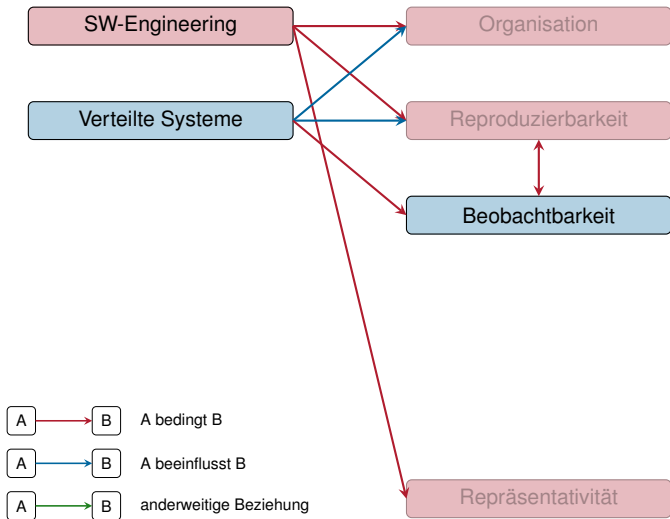 SW-Engineering
Organisation
Verteilte Systeme
Reproduzierbarkeit
Beobachtbarkeit
A B A bedingt B
A B A beeinflusst B
A B anderweitige Beziehung
Repräsentativität